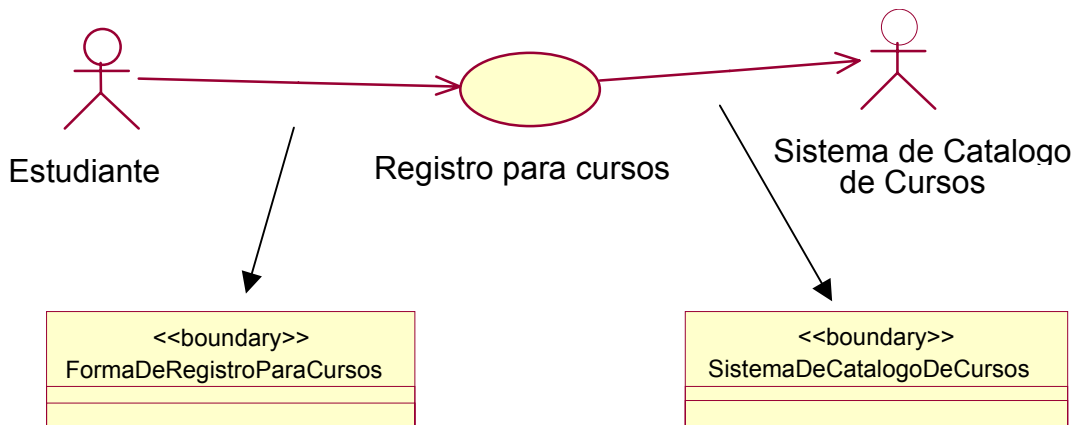 Estudiante
Registro para cursos
Sistema de Catalogo
de Cursos
<<boundary>>
FormaDeRegistroParaCursos
<<boundary>>
SistemaDeCatalogoDeCursos